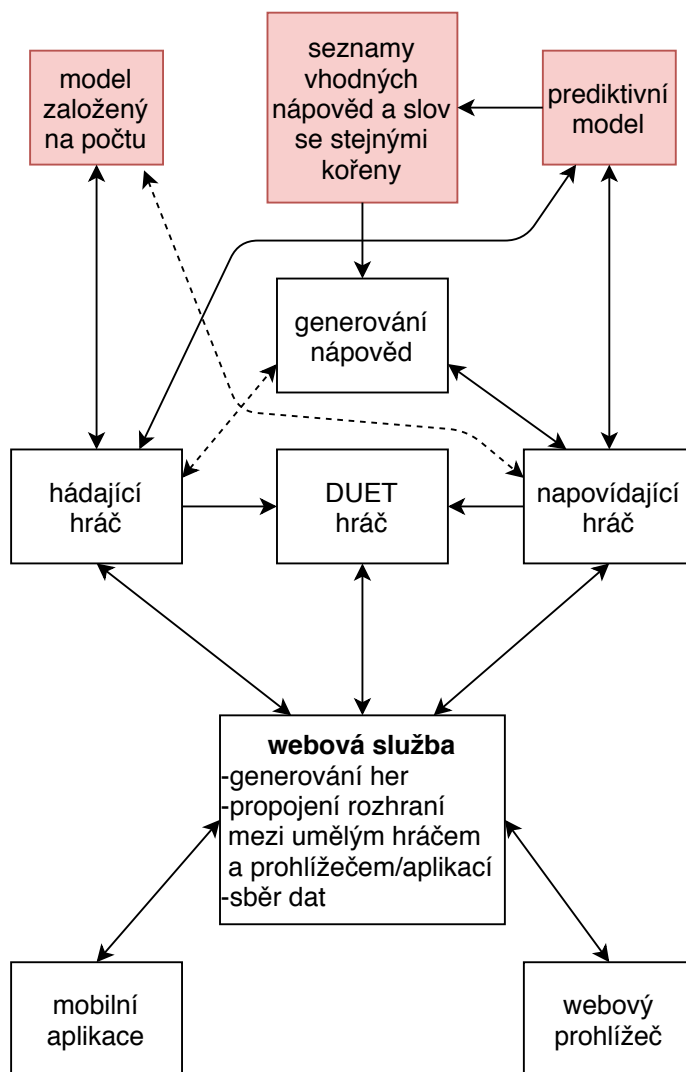 model
založený
na počtu
seznamy
vhodných
nápověd a slov
se stejnými
kořeny
prediktivní
model
generování
nápověd
hádající
hráč
DUET
hráč
napovídající
hráč
webová služba
-generování her
-propojení rozhraní
mezi umělým hráčem
a prohlížečem/aplikací
-sběr dat
mobilní
aplikace
webový
prohlížeč